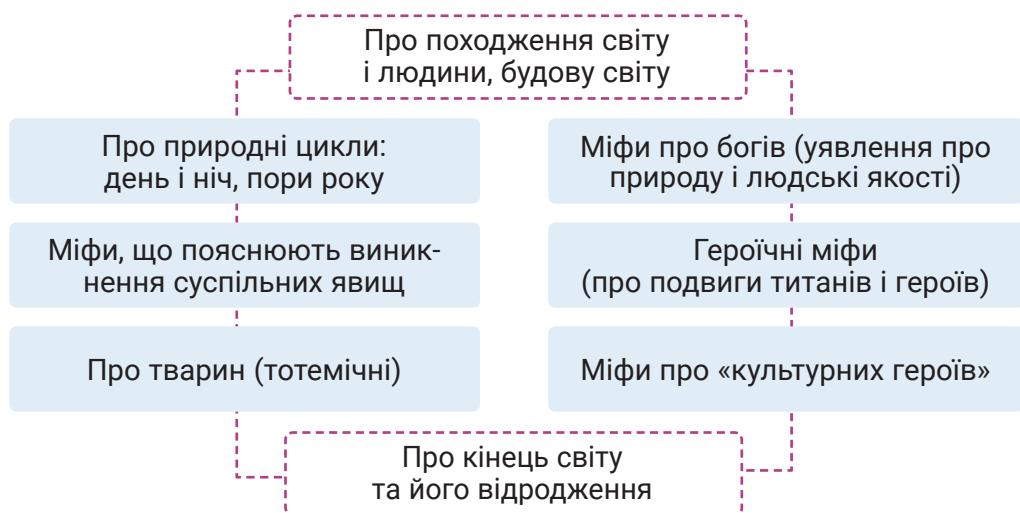 Про походження світу
і людини, будову світу
Про природні цикли:
день і ніч, пори року
Міфи, що пояснюють виник-
нення суспільних явищ
Про тварин (тотемічні)
Міфи про богів (уявлення про
природу і людські якості)
Героїчні міфи
(про подвиги титанів і героїв)
Міфи про «культурних героїв»
Про кінець світу
та його відродження